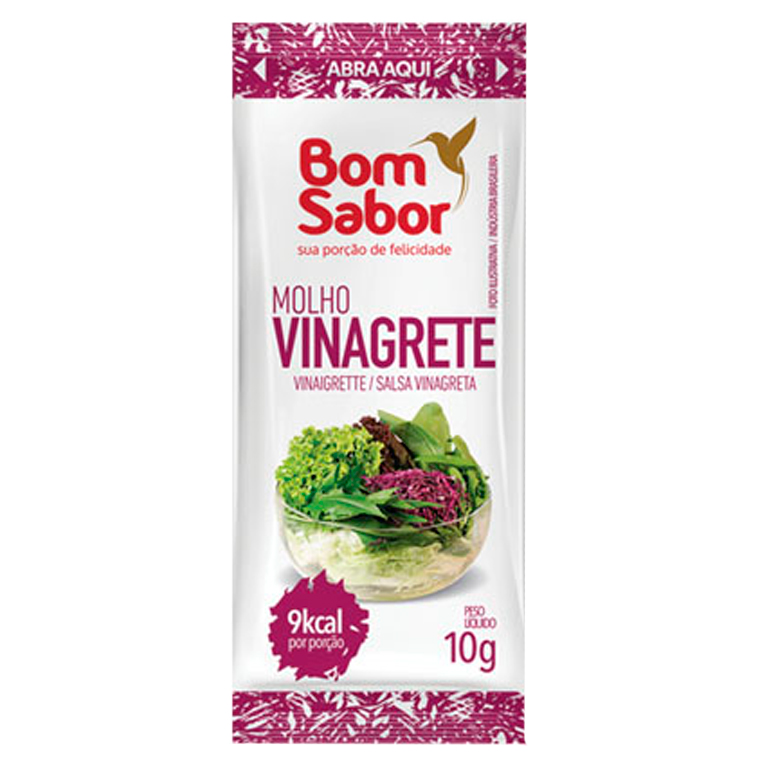 ABRA AQUI
Bom
Sabor
sua porção de felicidade
FOTO ILUSTRATIVA / INDÚSTRIA BRASILEIRA
MOLHO
VINAGRETE
VINAIGRETTE / SALSA VINAGRETA
9kcal
por porção
PESO
LÍQUIDO
10g